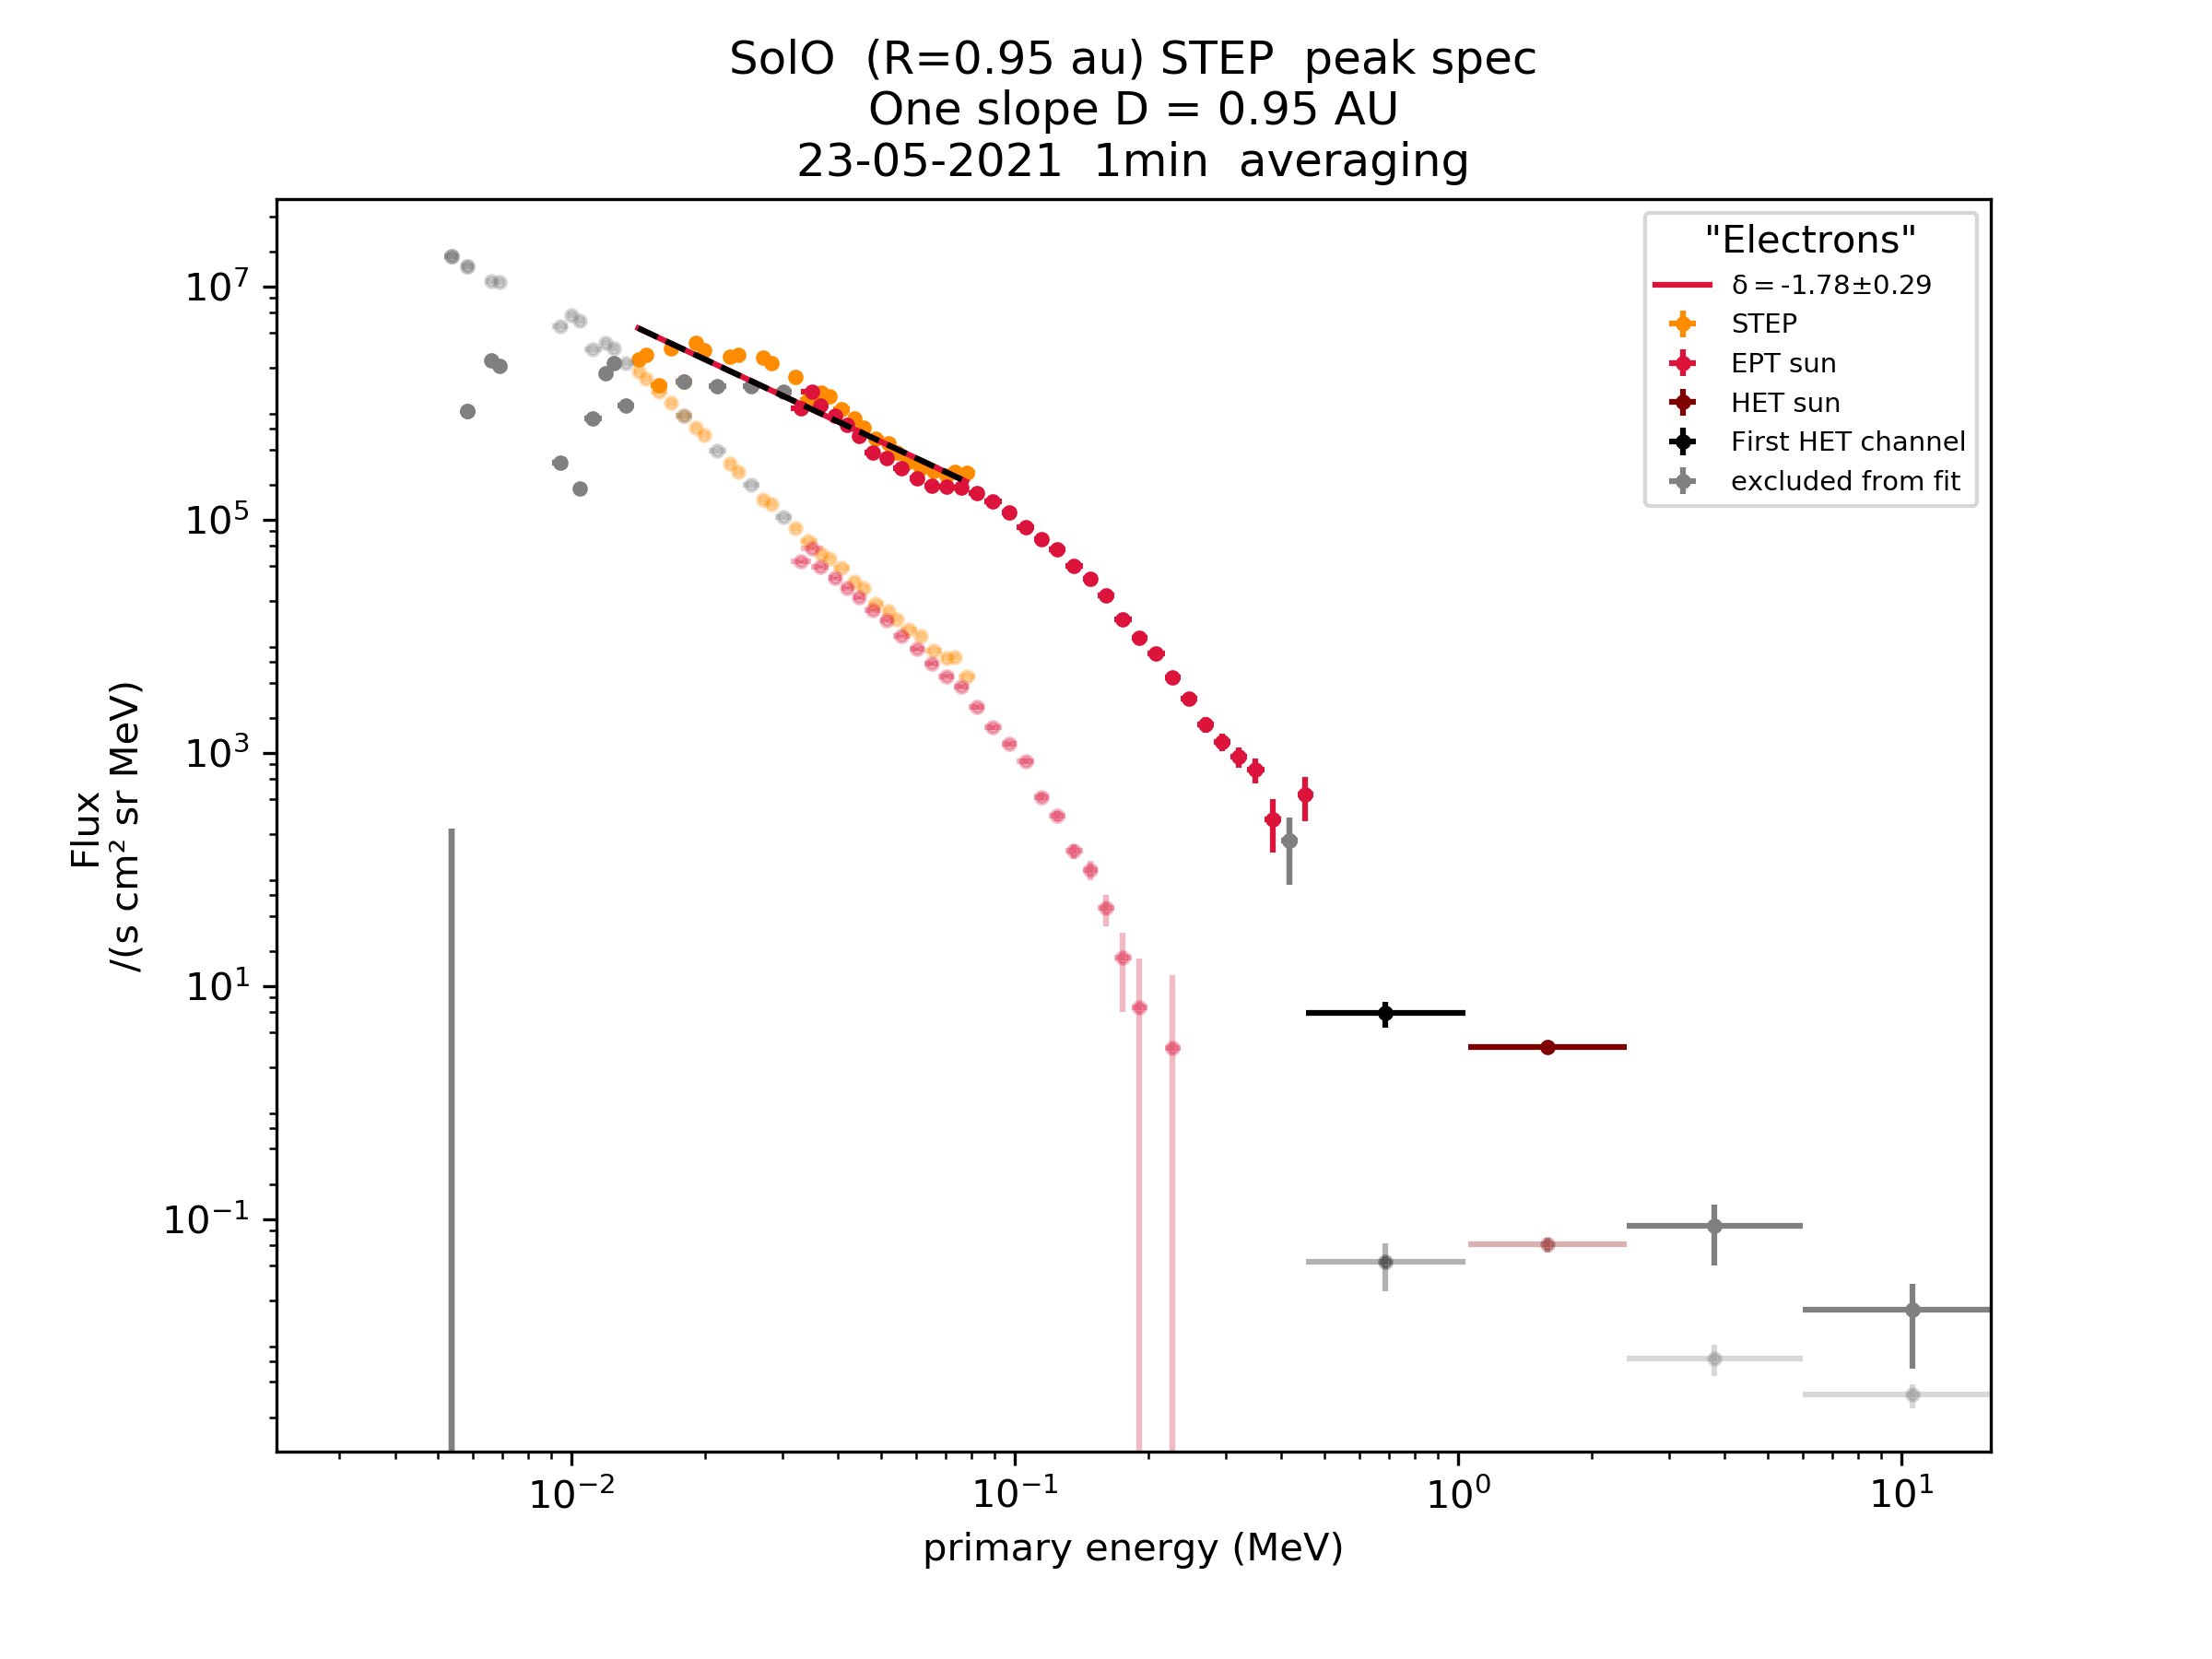 SolO (R=0.95 au) STEP peak spec
One slope D = 0.95 AU
23-05-2021 1min averaging
"Electrons"
δ = -1.78±0.29
STEP
EPT sun
HET sun
First HET channel
excluded from fit
10⁷
10⁵
10³
10¹
10⁻¹
Flux
/(s cm² sr MeV)
10⁻²
10⁻¹
10⁰
10¹
primary energy (MeV)